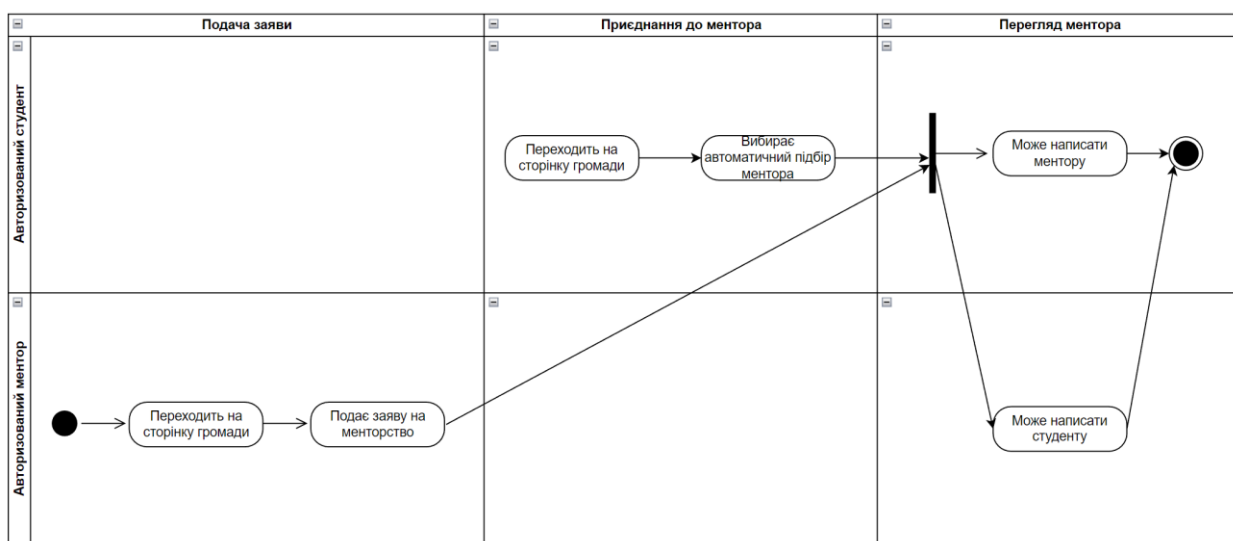 Подача заяви
Приєднання до ментора
Перегляд ментора
Авторизований студент
Переходить на
сторінку громади
Вибирає
автоматичний підбір
ментора
Може написати
ментору
Авторизований ментор
Переходить на
сторінку громади
Подає заяву на
менторство
Може написати
студенту